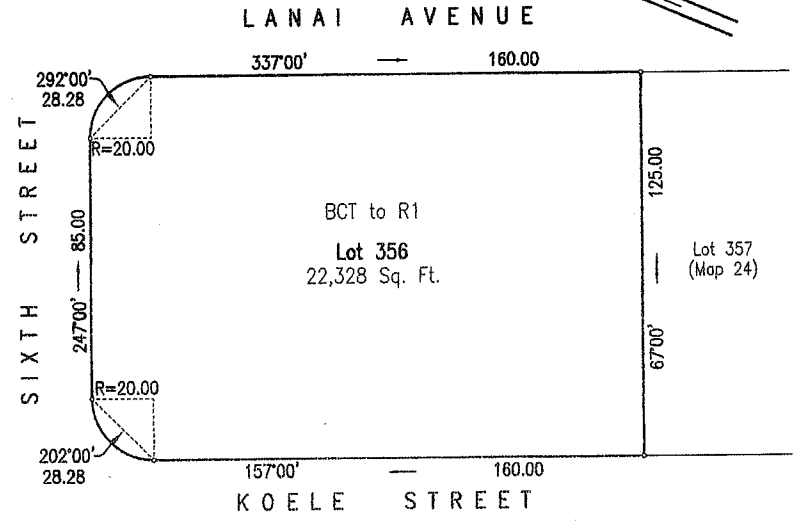 LANAI AVENUE
337°00' 160.00
292°00'
28.28
R=20.00
SIXTH STREET
247°00' 85.00
BCT to R1
Lot 356
22,328 Sq. Ft.
125.00
67°00'
Lot 357
(Map 24)
R=20.00
202°00'
28.28
157°00' 160.00
KOELE STREET